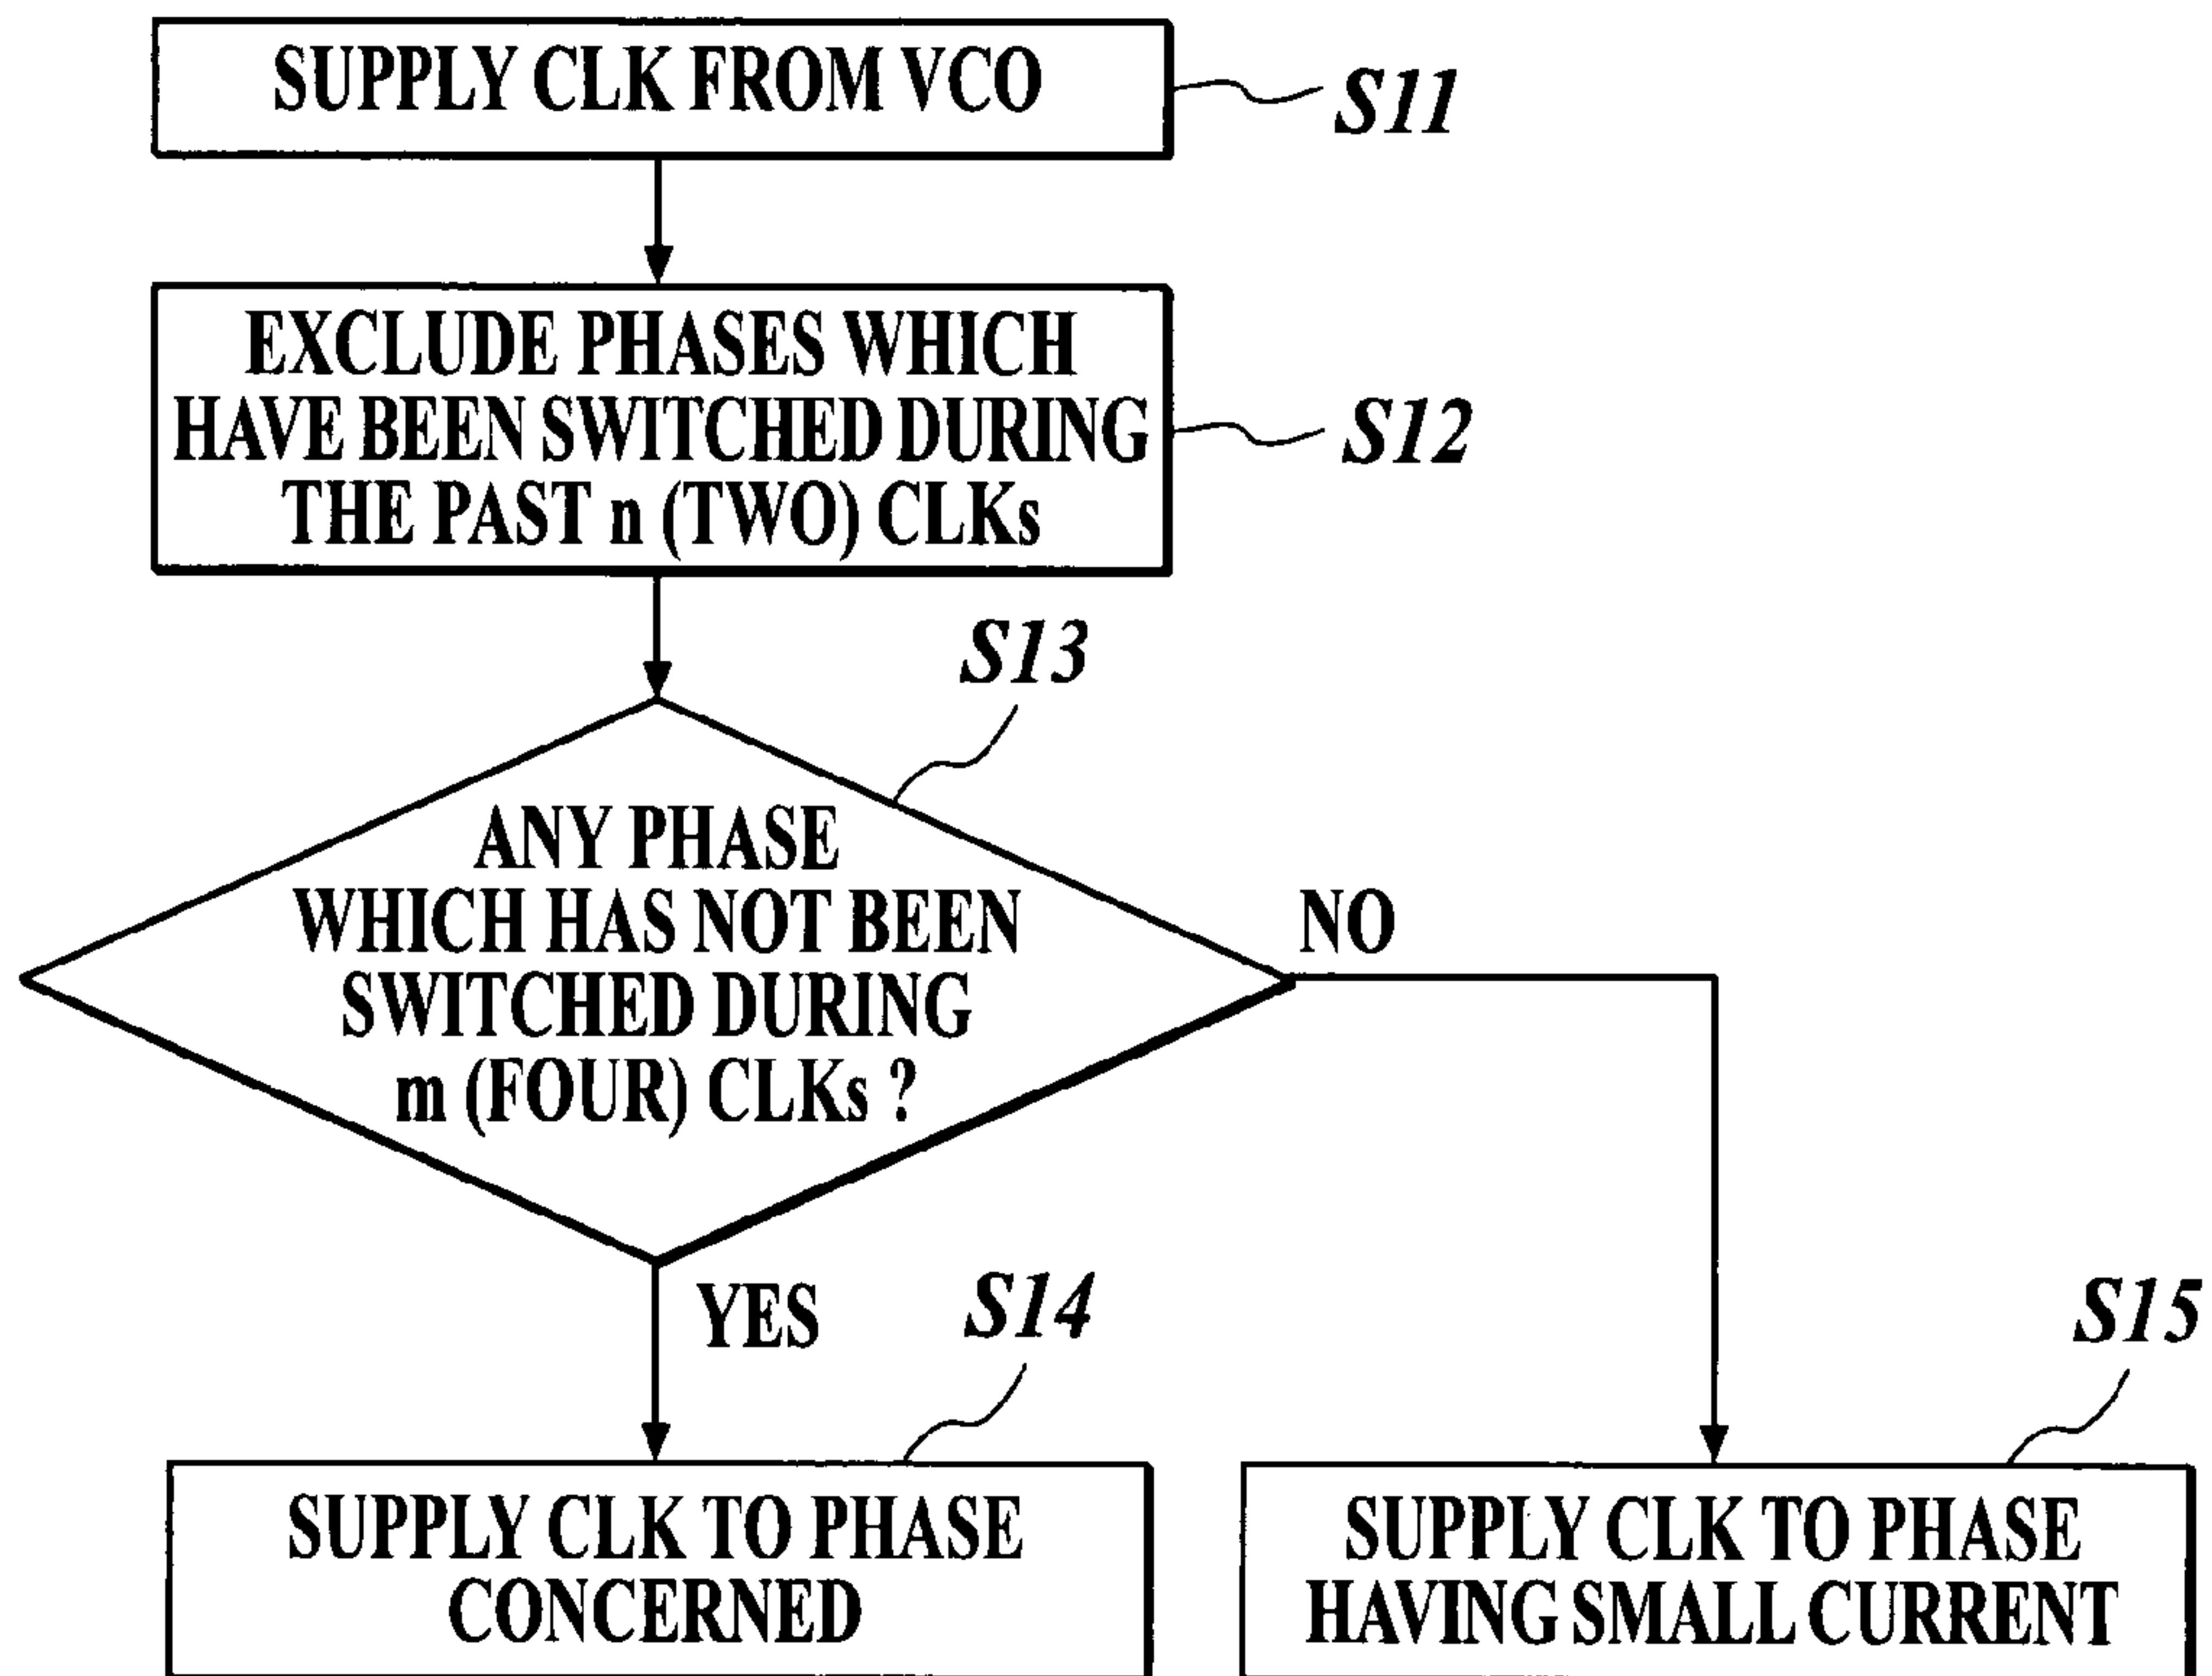 SUPPLY CLK FROM VCO
S11
EXCLUDE PHASES WHICH
HAVE BEEN SWITCHED DURING
THE PAST n (TWO) CLKs
S12
S13
ANY PHASE
WHICH HAS NOT BEEN
SWITCHED DURING
m (FOUR) CLKs ?
NO
YES
S14
S15
SUPPLY CLK TO PHASE
CONCERNED
SUPPLY CLK TO PHASE
HAVING SMALL CURRENT